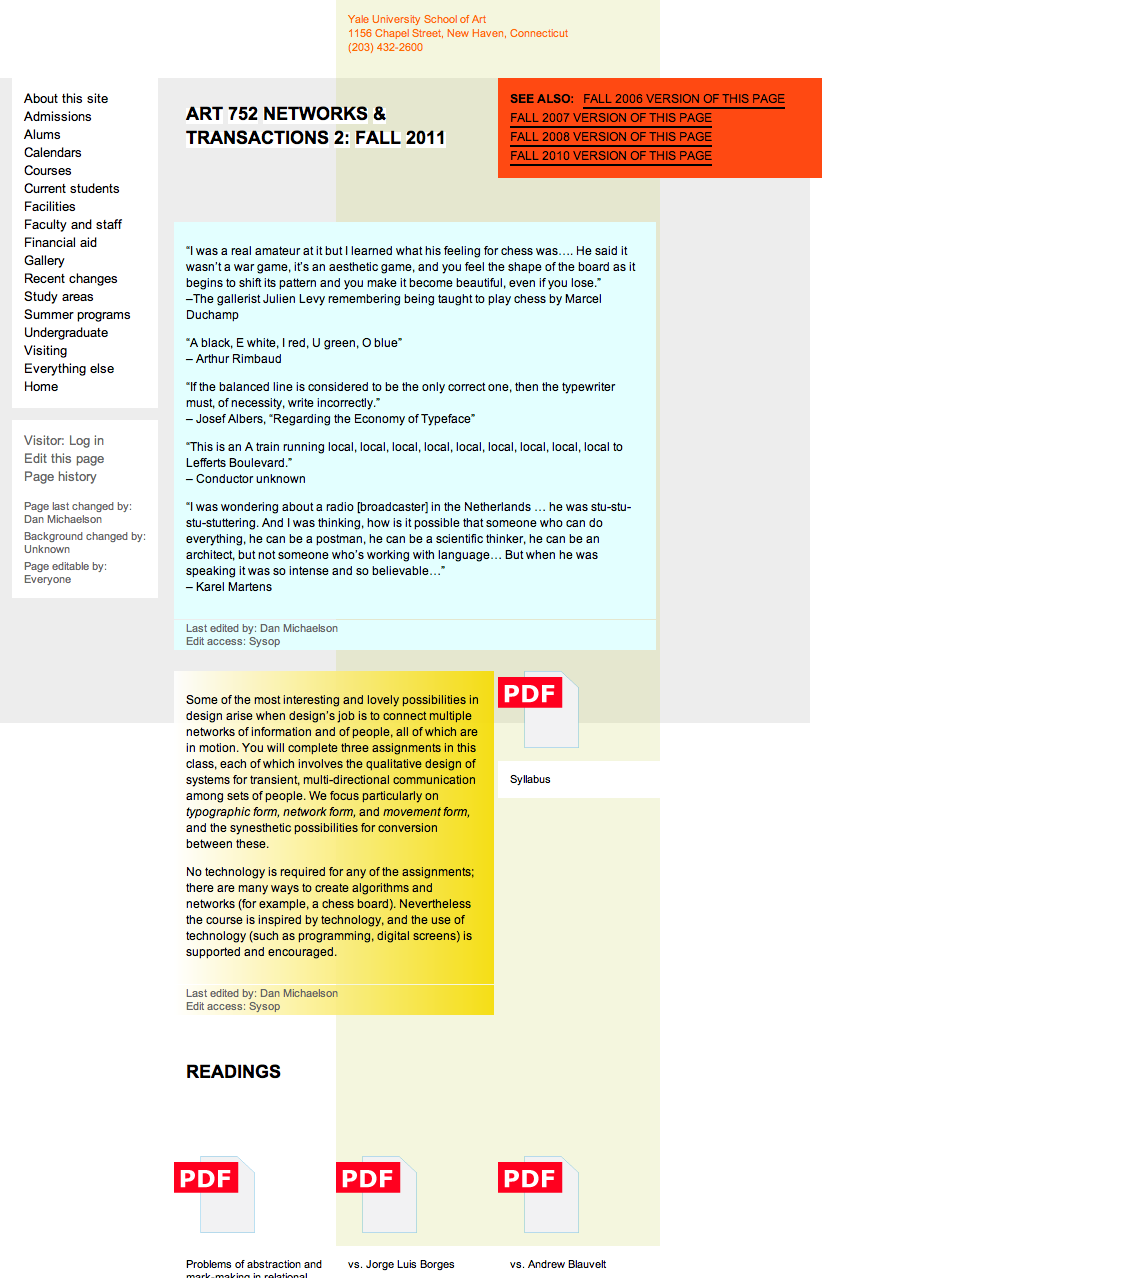 Yale University School of Art
1156 Chapel Street, New Haven, Connecticut
(203) 432-2600
About this site
Admissions
Alums
Calendars
Courses
Current students
Facilities
Faculty and staff
Financial aid
Gallery
Recent changes
Study areas
Summer programs
Undergraduate
Visiting
Everything else
Home
Visitor: Log in
Edit this page
Page history
Page last changed by:
Dan Michaelson
Background changed by:
Unknown
Page editable by:
Everyone
ART 752 NETWORKS &
TRANSACTIONS 2: FALL 2011
SEE ALSO: FALL 2006 VERSION OF THIS PAGE
FALL 2007 VERSION OF THIS PAGE
FALL 2008 VERSION OF THIS PAGE
FALL 2010 VERSION OF THIS PAGE
“I was a real amateur at it but I learned what his feeling for chess was…. He said it
wasn’t a war game, it’s an aesthetic game, and you feel the shape of the board as it
begins to shift its pattern and you make it become beautiful, even if you lose.”
–The gallerist Julien Levy remembering being taught to play chess by Marcel
Duchamp
“A black, E white, I red, U green, O blue”
– Arthur Rimbaud
“If the balanced line is considered to be the only correct one, then the typewriter
must, of necessity, write incorrectly.”
– Josef Albers, “Regarding the Economy of Typeface”
“This is an A train running local, local, local, local, local, local, local, local, local to
Lefferts Boulevard.”
– Conductor unknown
“I was wondering about a radio [broadcaster] in the Netherlands … he was stu-stu-
stu-stuttering. And I was thinking, how is it possible that someone who can do
everything, he can be a postman, he can be a scientific thinker, he can be an
architect, but not someone who’s working with language… But when he was
speaking it was so intense and so believable…”
– Karel Martens
Last edited by: Dan Michaelson
Edit access: Sysop
Some of the most interesting and lovely possibilities in
design arise when design’s job is to connect multiple
networks of information and of people, all of which are
in motion. You will complete three assignments in this
class, each of which involves the qualitative design of
systems for transient, multi-directional communication
among sets of people. We focus particularly on
typographic form, network form, and movement form,
and the synesthetic possibilities for conversion
between these.
No technology is required for any of the assignments;
there are many ways to create algorithms and
networks (for example, a chess board). Nevertheless
the course is inspired by technology, and the use of
technology (such as programming, digital screens) is
supported and encouraged.
Last edited by: Dan Michaelson
Edit access: Sysop
PDF
Syllabus
READINGS
PDF
PDF
PDF
Problems of abstraction and
mark-making in relational
vs. Jorge Luis Borges
vs. Andrew Blauvelt